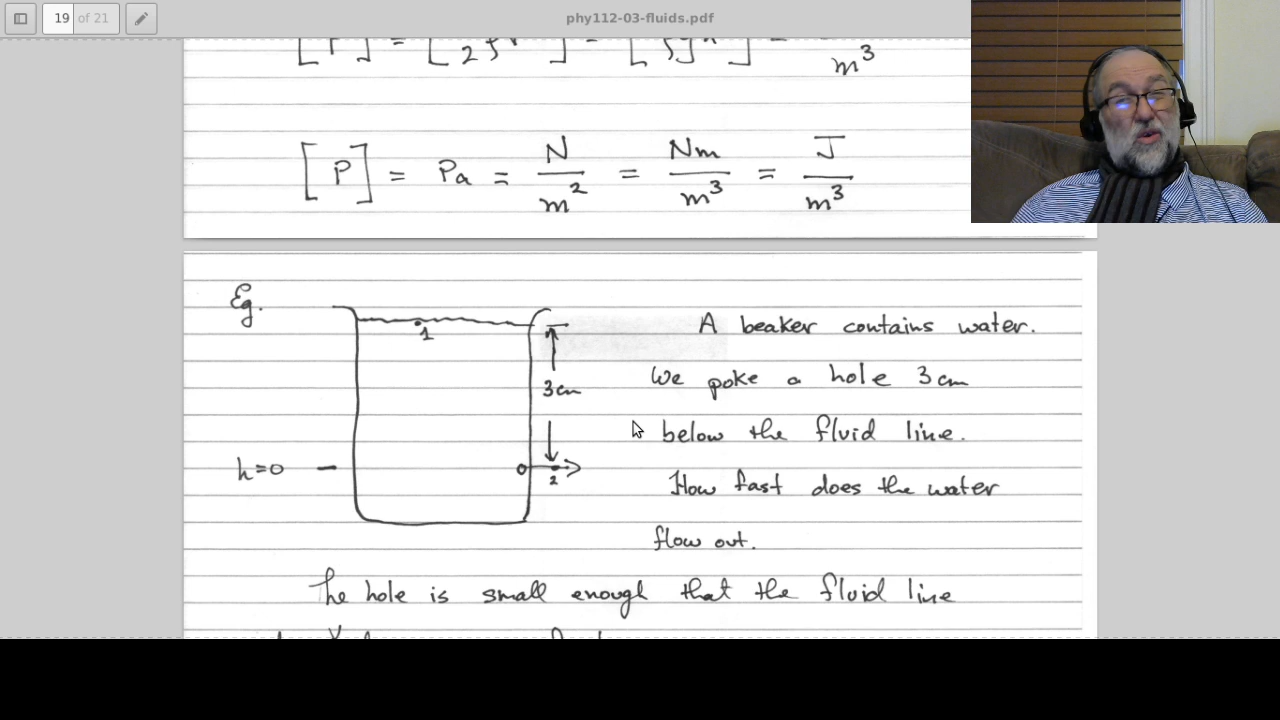 19 of 21
phy112-03-fluids.pdf
2
m³
[P] = Pa = N/m² = Nm/m³ = J/m³
Eg.
1
A beaker contains water.
3cm
We poke a hole 3cm
below the fluid line.
h=0
2
How fast does the water
flow out.
The hole is small enough that the fluid line